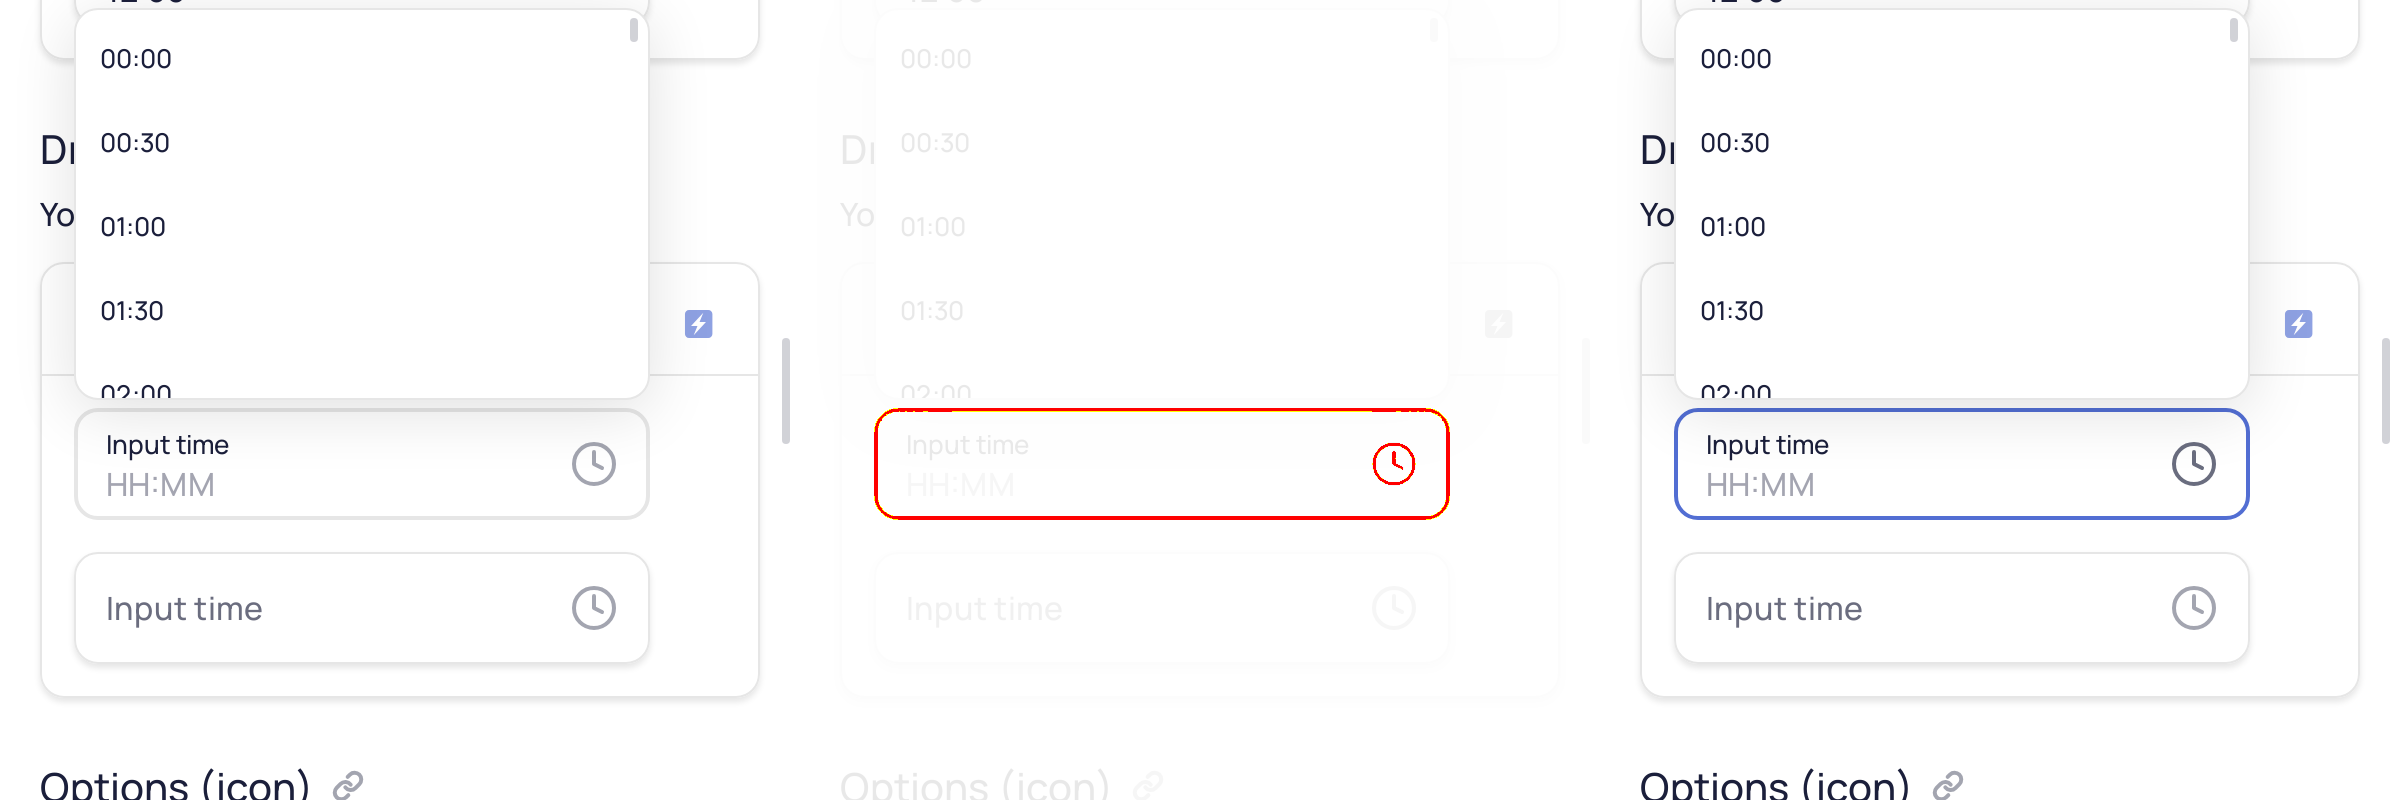 00:00
00:30
Dr
01:00
Yo
01:30
02:00
Input time
HH:MM
Input time
Options (icon)
00:00
00:30
Dr
01:00
Yo
01:30
02:00
Input time
HH:MM
Input time
Options (icon)
00:00
00:30
Dr
01:00
Yo
01:30
02:00
Input time
HH:MM
Input time
Options (icon)